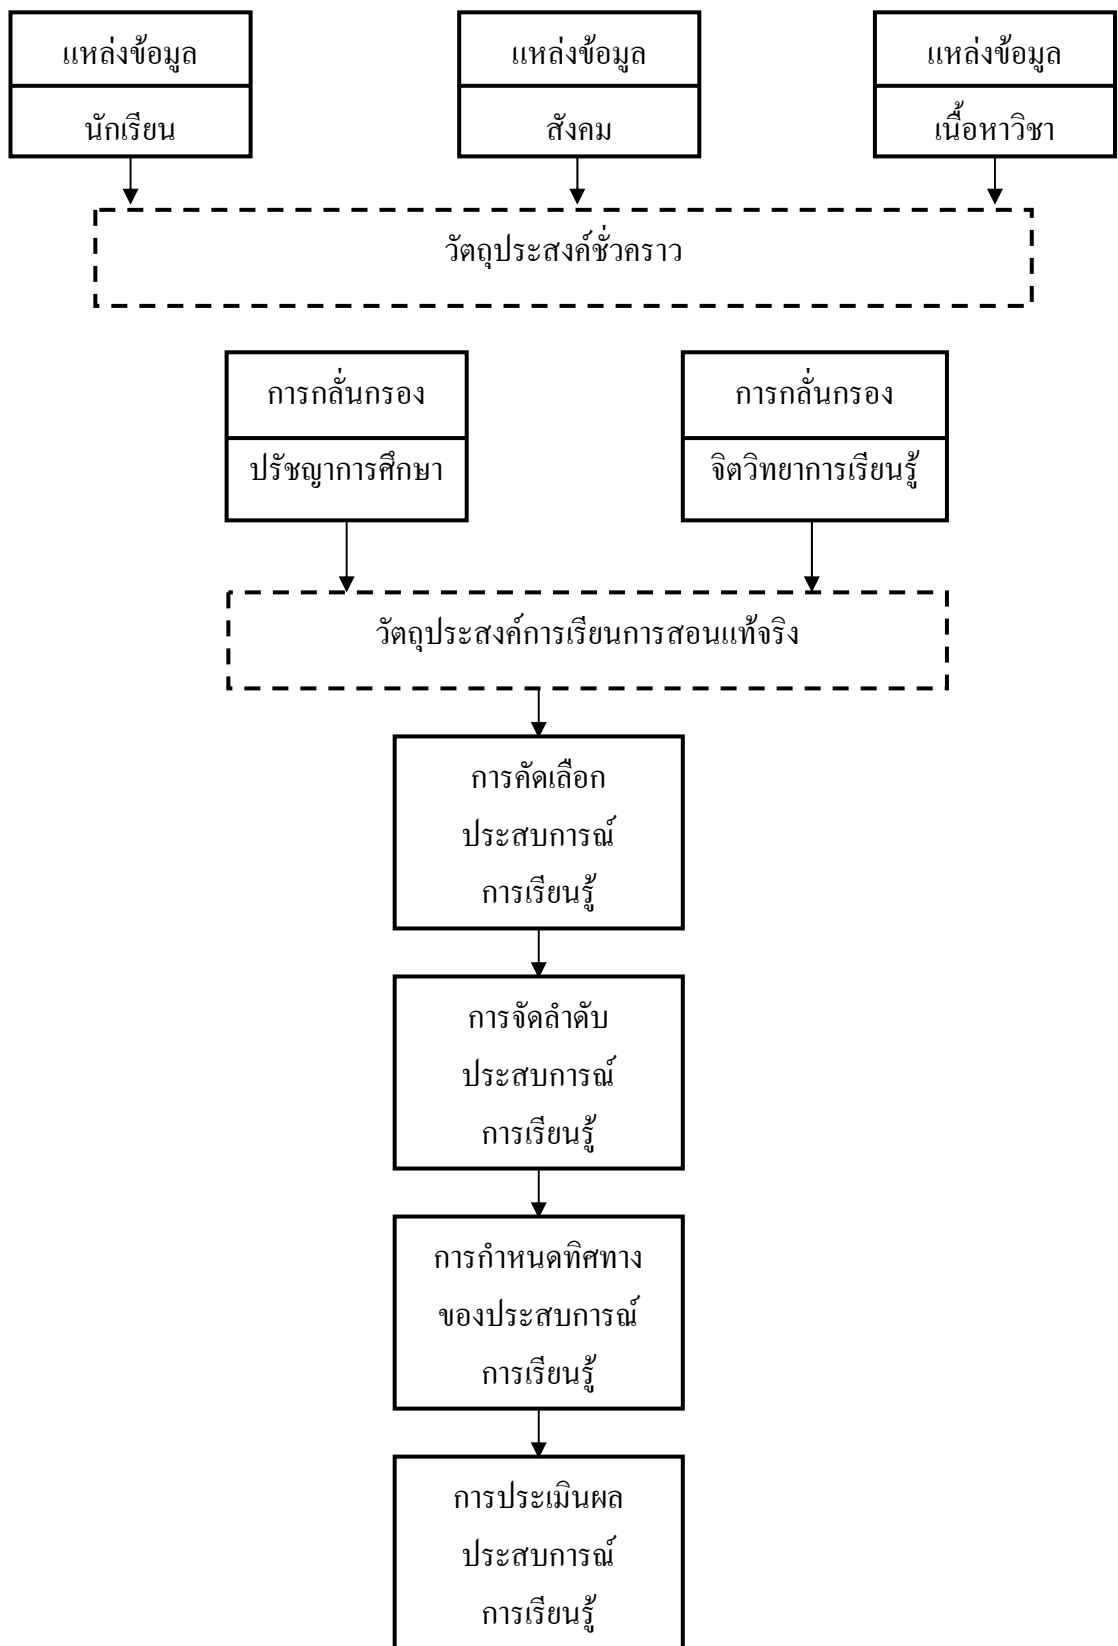 แหล่งข้อมูล
นักเรียน
แหล่งข้อมูล
สังคม
แหล่งข้อมูล
เนื้อหาวิชา
วัตถุประสงค์ชั่วคราว
การกลั่นกรอง
ปรัชญาการศึกษา
การกลั่นกรอง
จิตวิทยาการเรียนรู้
วัตถุประสงค์การเรียนการสอนแท้จริง
การคัดเลือก
ประสบการณ์
การเรียนรู้
การจัดลำดับ
ประสบการณ์
การเรียนรู้
การกำหนดทิศทาง
ของประสบการณ์
การเรียนรู้
การประเมินผล
ประสบการณ์
การเรียนรู้